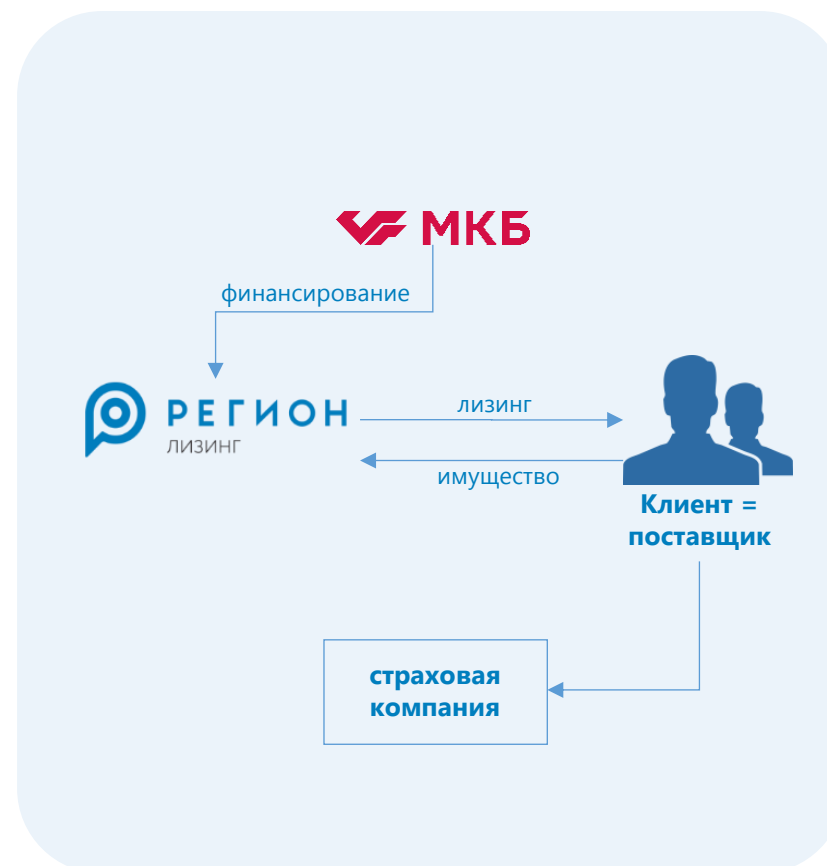 МКБ
финансирование
РЕГИОН
ЛИЗИНГ
лизинг
имущество
Клиент =
поставщик
страховая
компания